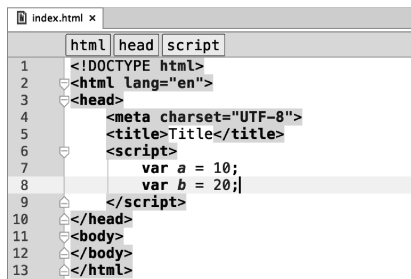 index.html ×
html head script
1 <!DOCTYPE html>
2 <html lang="en">
3 <head>
4 <meta charset="UTF-8">
5 <title>Title</title>
6 <script>
7 var a = 10;
8 var b = 20;
9 </script>
10 </head>
11 <body>
12 </body>
13 </html>